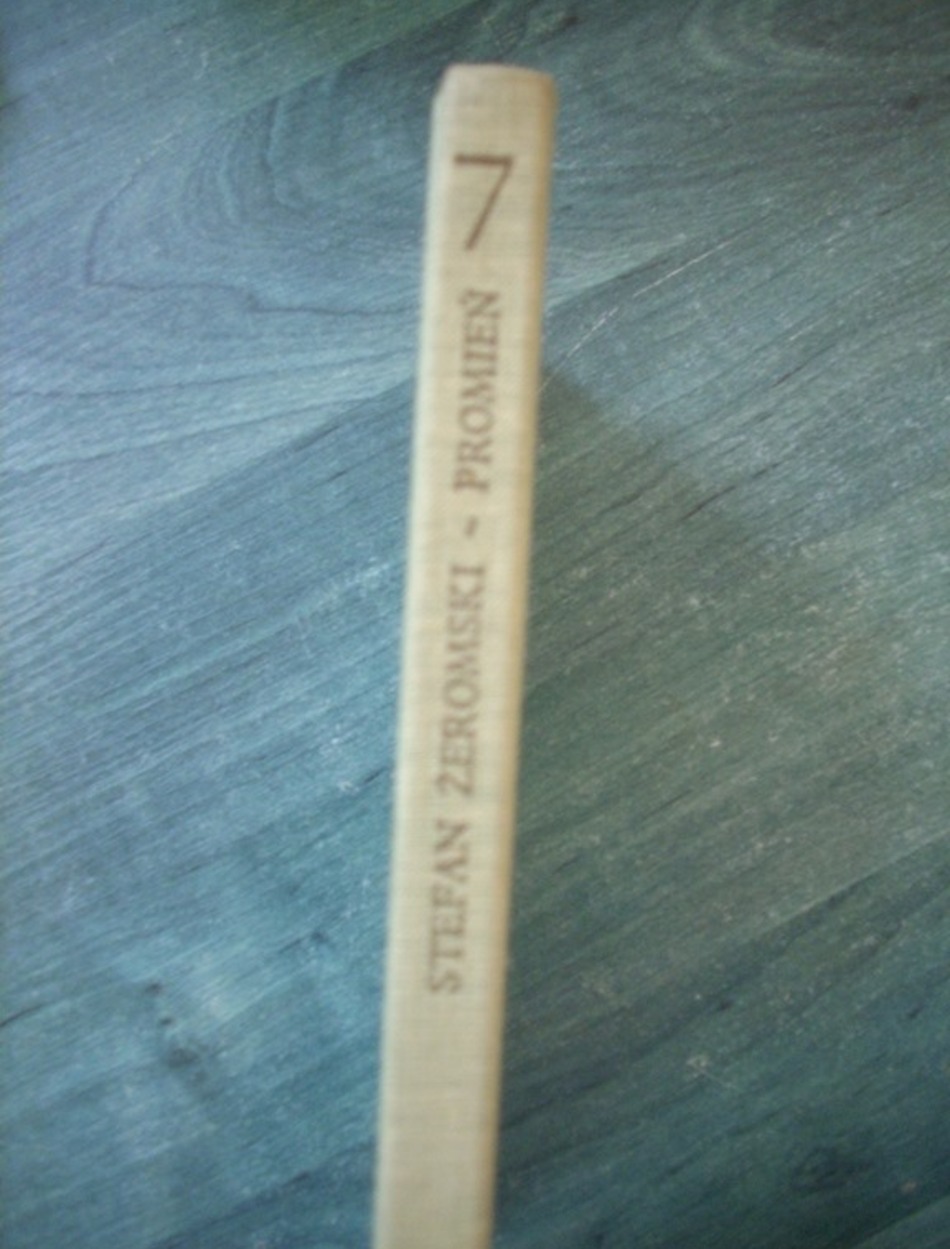 7
STEFAN ŻEROMSKI - PROMIEŃ